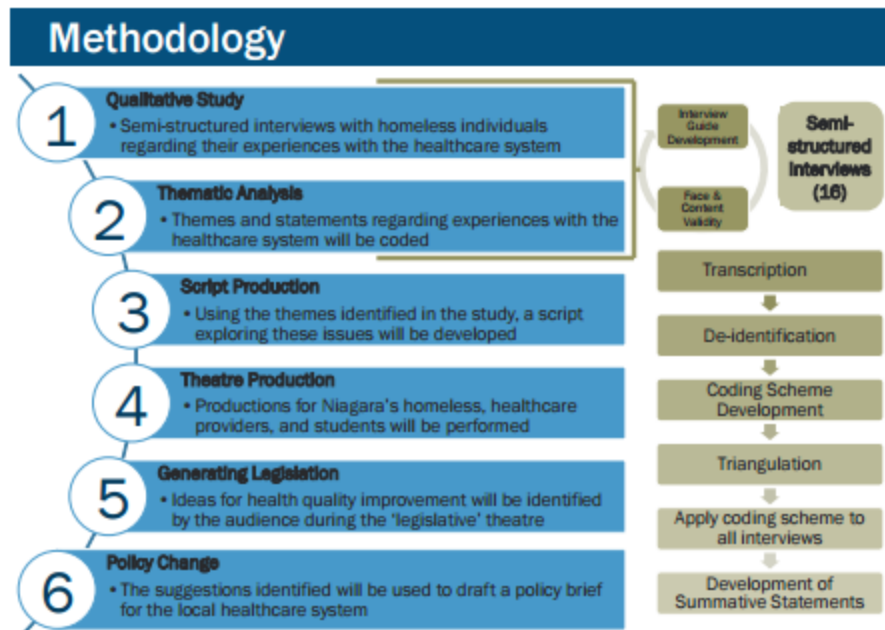 Methodology
1
Qualitative Study
• Semi-structured interviews with homeless individuals
regarding their experiences with the healthcare system
2
Thematic Analysis
• Themes and statements regarding experiences with the
healthcare system will be coded
3
Script Production
• Using the themes identified in the study, a script
exploring these issues will be developed
4
Theatre Production
• Productions for Niagara's homeless, healthcare
providers, and students will be performed
5
Generating Legislation
• Ideas for health quality improvement will be identified
by the audience during the 'legislative' theatre
6
Policy Change
• The suggestions identified will be used to draft a policy brief
for the local healthcare system
Interview
Guide
Development
Face &
Content
Validity
Semi-
structured
Interviews
(16)
Transcription
De-identification
Coding Scheme
Development
Triangulation
Apply coding scheme to
all interviews
Development of
Summative Statements